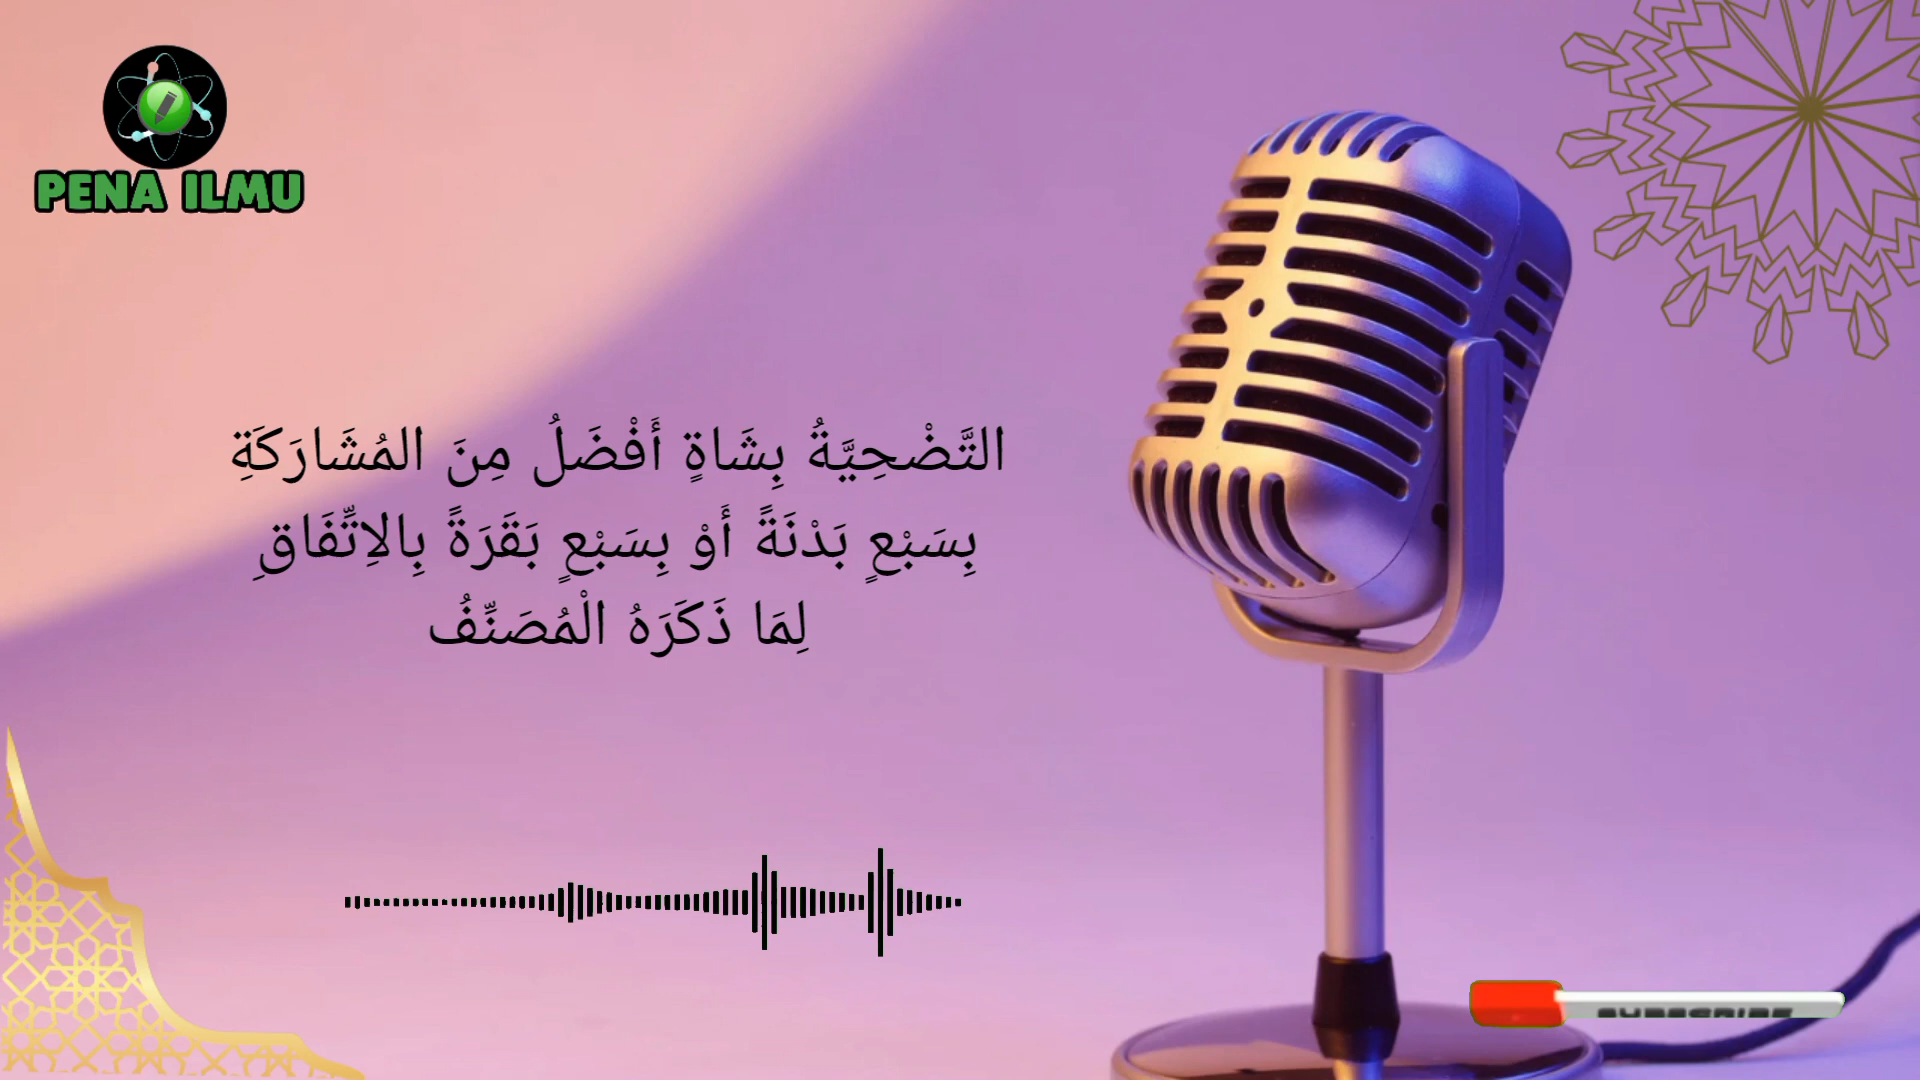 PENA ILMU
التَّضْحِيَّةُ بِشَاةٍ أَفْضَلُ مِنَ المُشَارَكَةِ
بِسَبْعٍ بَدْنَةً أَوْ بِسَبْعٍ بَقَرَةً بِالاِتِّفَاقِ
لِمَا ذَكَرَهُ الْمُصَنِّفُ